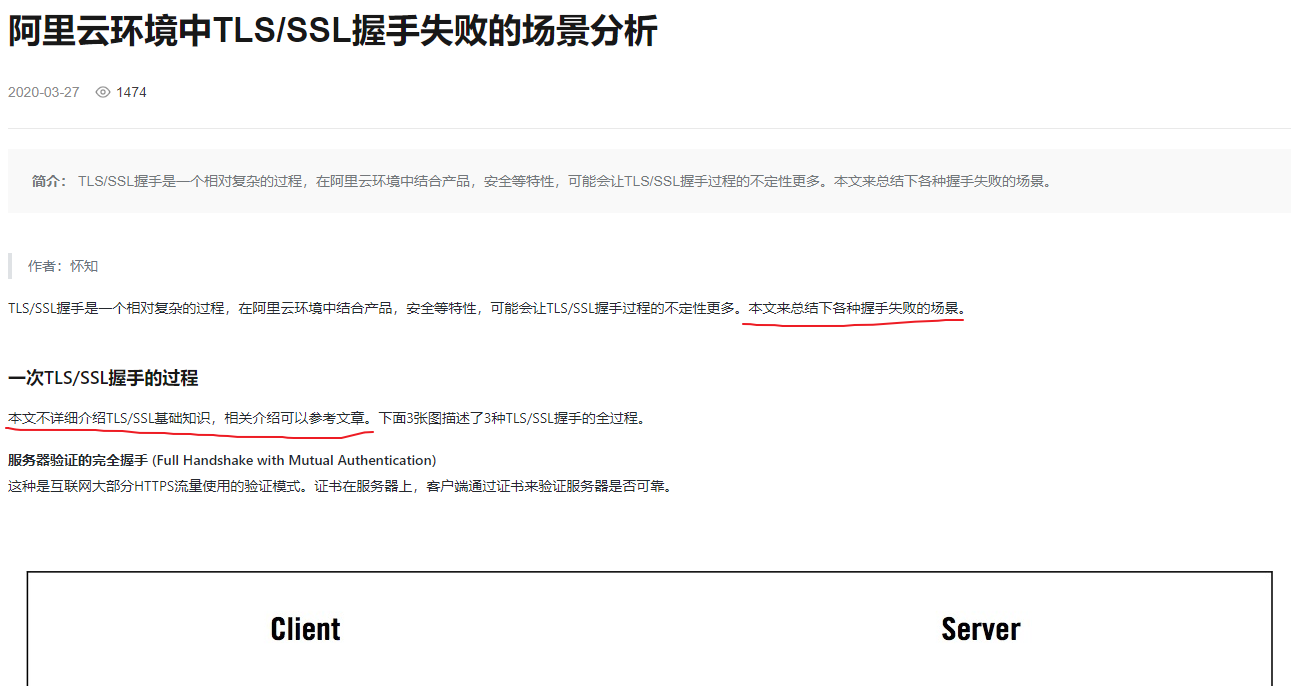 阿里云环境中TLS/SSL握手失败的场景分析
2020-03-27 1474
简介： TLS/SSL握手是一个相对复杂的过程，在阿里云环境中结合产品，安全等特性，可能会让TLS/SSL握手过程的不定性更多。本文来总结下各种握手失败的场景。
作者：怀知
TLS/SSL握手是一个相对复杂的过程，在阿里云环境中结合产品，安全等特性，可能会让TLS/SSL握手过程的不定性更多。本文来总结下各种握手失败的场景。
一次TLS/SSL握手的过程
本文不详细介绍TLS/SSL基础知识，相关介绍可以参考文章。下面3张图描述了3种TLS/SSL握手的全过程。
服务器验证的完全握手 (Full Handshake with Mutual Authentication)
这种是互联网大部分HTTPS流量使用的验证模式。证书在服务器上，客户端通过证书来验证服务器是否可靠。
Client Server